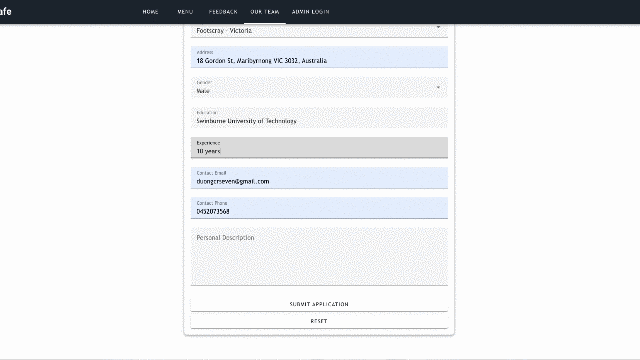 afe
HOME MENU FEEDBACK OUR TEAM ADMIN LOGIN
Footscray - Victoria
Address
18 Gordon St, Maribyrnong VIC 3032, Australia
Gender
Male
Education
Swinburne University of Technology
Experience
10 years
Contact Email
duongcrseven@gmail.com
Contact Phone
0452073568
Personal Description
SUBMIT APPLICATION
RESET